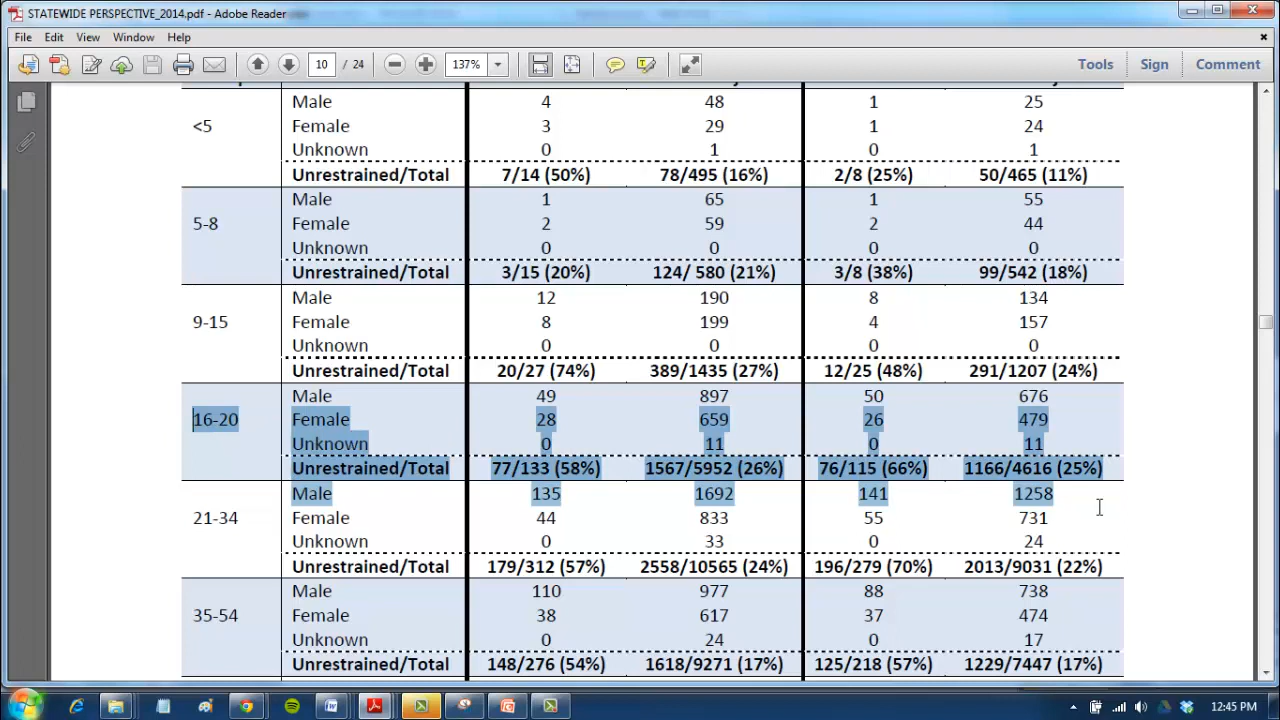 STATEWIDE PERSPECTIVE_2014.pdf - Adobe Reader
File Edit View Window Help
10 / 24 137% Tools Sign Comment
Male 4 48 1 25
<5 Female 3 29 1 24
Unknown 0 1 0 1
Unrestrained/Total 7/14 (50%) 78/495 (16%) 2/8 (25%) 50/465 (11%)
Male 1 65 1 55
5-8 Female 2 59 2 44
Unknown 0 0 0 0
Unrestrained/Total 3/15 (20%) 124/ 580 (21%) 3/8 (38%) 99/542 (18%)
Male 12 190 8 134
9-15 Female 8 199 4 157
Unknown 0 0 0 0
Unrestrained/Total 20/27 (74%) 389/1435 (27%) 12/25 (48%) 291/1207 (24%)
Male 49 897 50 676
16-20 Female 28 659 26 479
Unknown 0 11 0 11
Unrestrained/Total 77/133 (58%) 1567/5952 (26%) 76/115 (66%) 1166/4616 (25%)
Male 135 1692 141 1258
21-34 Female 44 833 55 731
Unknown 0 33 0 24
Unrestrained/Total 179/312 (57%) 2558/10565 (24%) 196/279 (70%) 2013/9031 (22%)
Male 110 977 88 738
35-54 Female 38 617 37 474
Unknown 0 24 0 17
Unrestrained/Total 148/276 (54%) 1618/9271 (17%) 125/218 (57%) 1229/7447 (17%)
12:45 PM